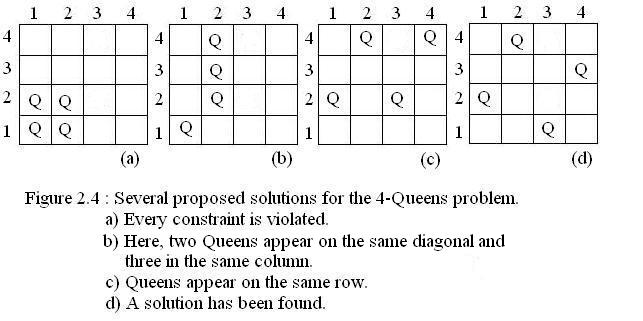 1 2 3 4 1 2 3 4 1 2 3 4 1 2 3 4
4 4 Q 4 Q Q 4 Q
3 3 Q 3 3 Q
2 Q Q 2 Q 2 Q Q 2 Q
1 Q Q 1 Q 1 1 Q
(a) (b) (c) (d)
Figure 2.4 : Several proposed solutions for the 4-Queens problem.
a) Every constraint is violated.
b) Here, two Queens appear on the same diagonal and
three in the same column.
c) Queens appear on the same row.
d) A solution has been found.